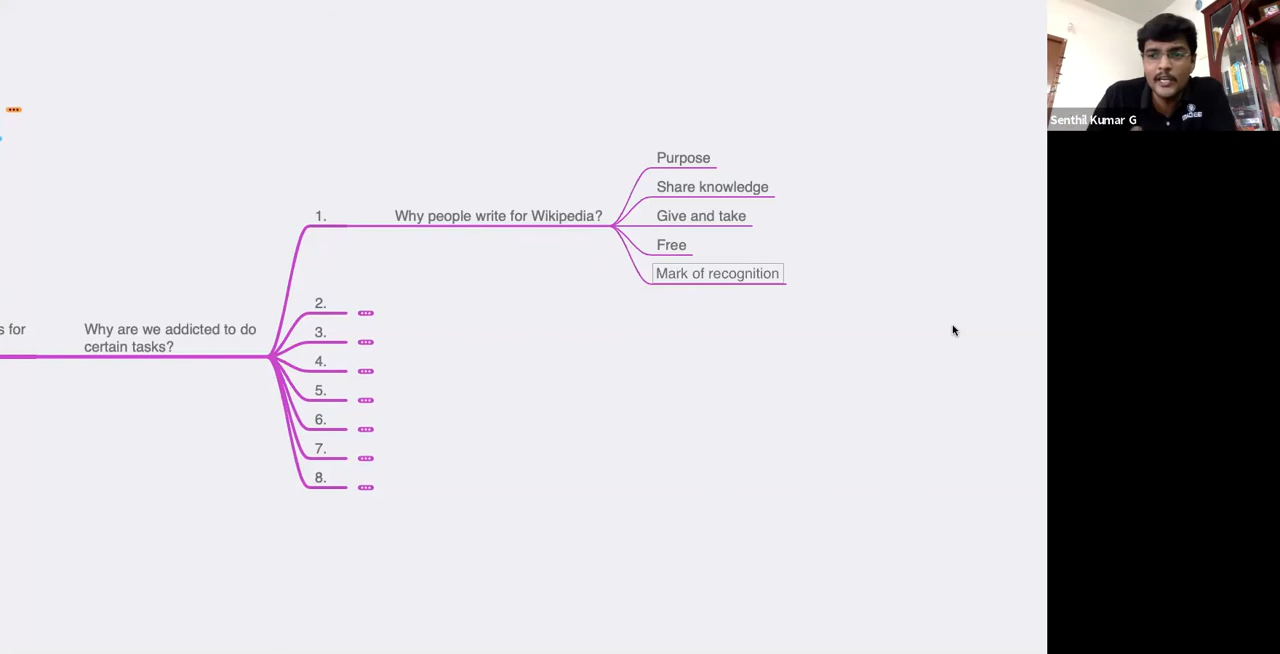 Senthil Kumar G
Purpose
Share knowledge
1.
Why people write for Wikipedia?
Give and take
Free
Mark of recognition
2.
s for
Why are we addicted to do
certain tasks?
3.
4.
5.
6.
7.
8.